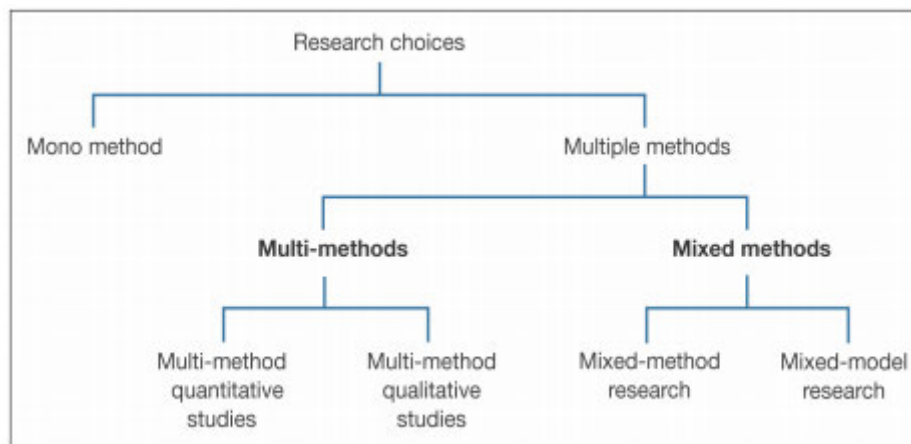 Research choices
Mono method
Multiple methods
Multi-methods
Mixed methods
Multi-method
quantitative
studies
Multi-method
qualitative
studies
Mixed-method
research
Mixed-model
research